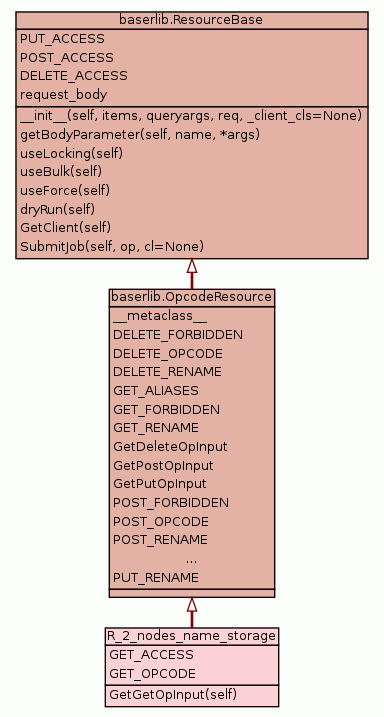 baserlib.ResourceBase
PUT_ACCESS
POST_ACCESS
DELETE_ACCESS
request_body
__init__(self, items, queryargs, req, _client_cls=None)
getBodyParameter(self, name, *args)
useLocking(self)
useBulk(self)
useForce(self)
dryRun(self)
GetClient(self)
SubmitJob(self, op, cl=None)
baserlib.OpcodeResource
__metaclass__
DELETE_FORBIDDEN
DELETE_OPCODE
DELETE_RENAME
GET_ALIASES
GET_FORBIDDEN
GET_RENAME
GetDeleteOpInput
GetPostOpInput
GetPutOpInput
POST_FORBIDDEN
POST_OPCODE
POST_RENAME
...
PUT_RENAME
R_2_nodes_name_storage
GET_ACCESS
GET_OPCODE
GetGetOpInput(self)